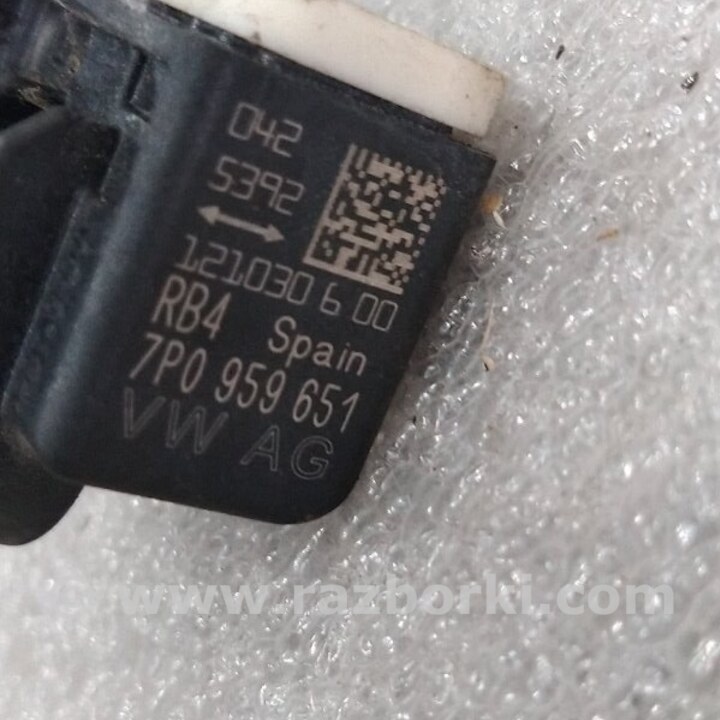 042
5392
121030 6 00
RB4 Spain
7P0 959 651
VW AG
www.razborki.com